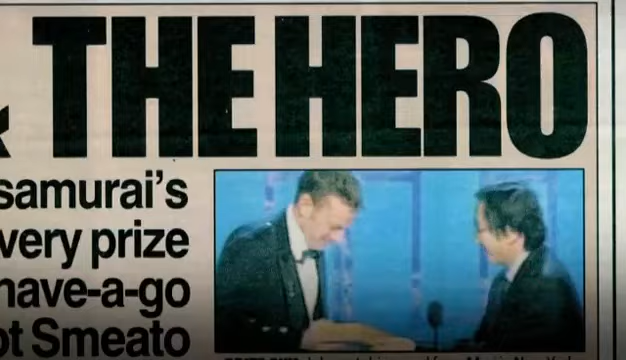 THE HERO
samurai's
very prize
have-a-go
ot Smeato